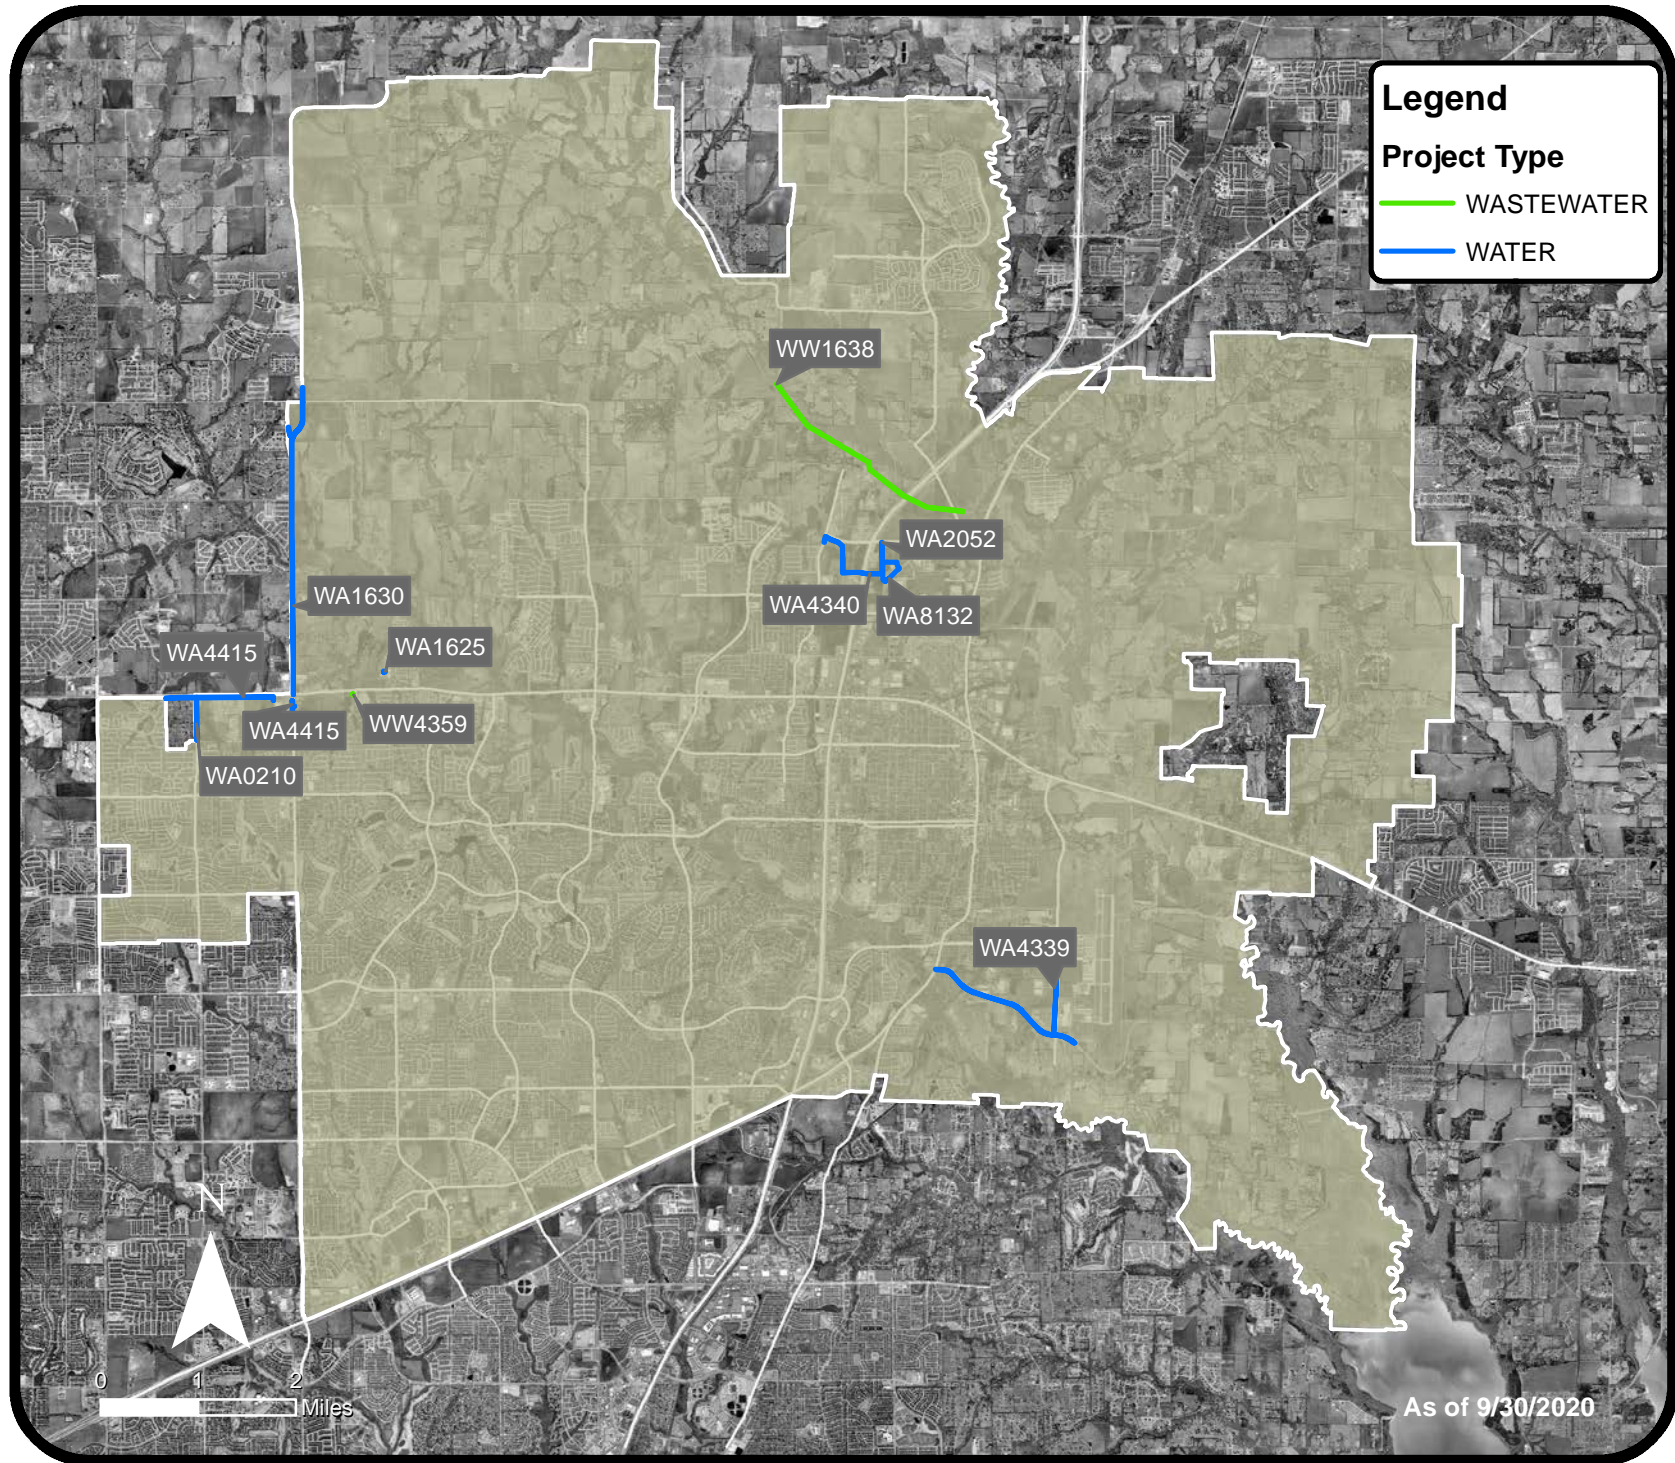 Legend
Project Type
WASTEWATER
WATER
WW1638
WA2052
WA4340
WA8132
WA1630
WA1625
WA4415
WA4415
WW4359
WA0210
WA4339
N
0 1 2
Miles
As of 9/30/2020